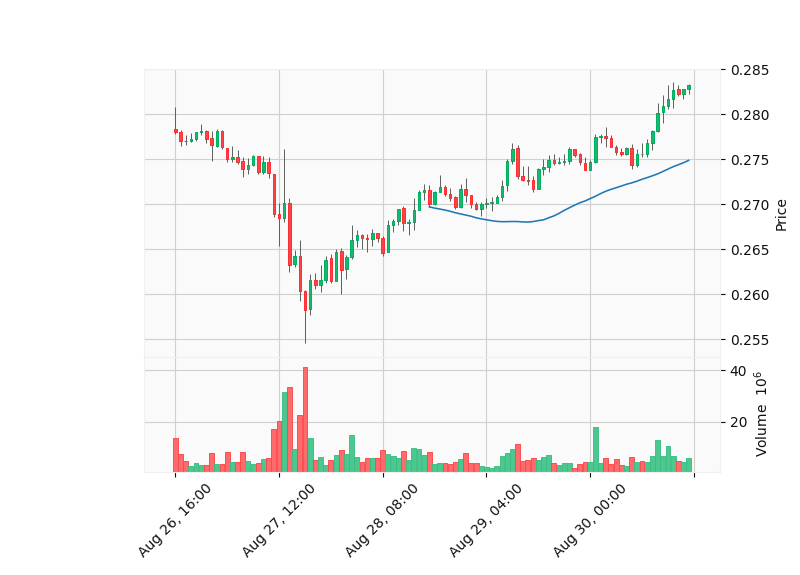 0.285
0.280
0.275
0.270
0.265
0.260
0.255
Price
40
20
Volume 10⁶
Aug 26, 16:00
Aug 27, 12:00
Aug 28, 08:00
Aug 29, 04:00
Aug 30, 00:00